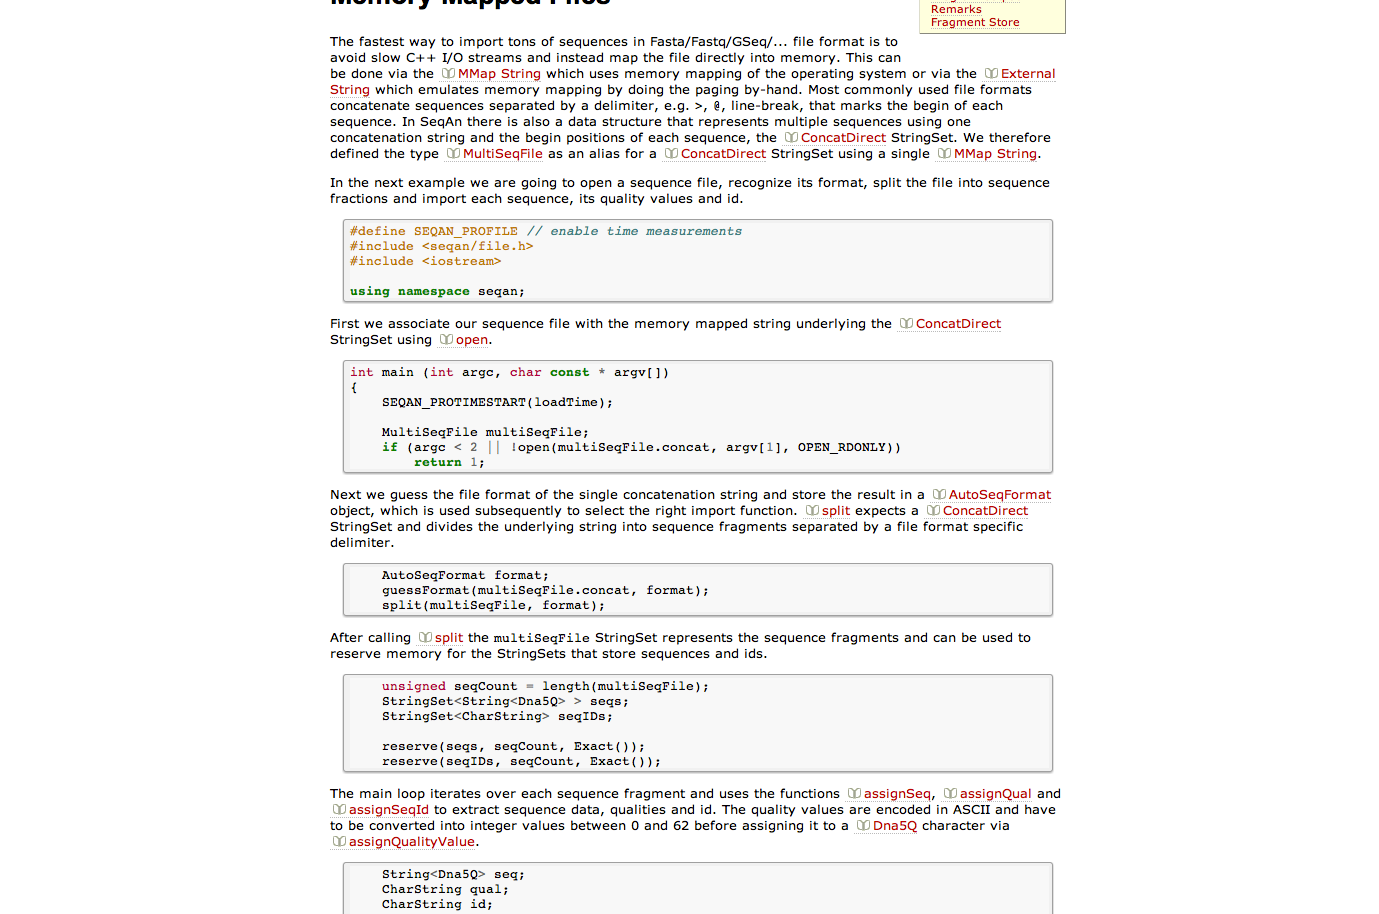 Memory Mapped Files
Remarks
Fragment Store
The fastest way to import tons of sequences in Fasta/Fastq/GSeq/... file format is to
avoid slow C++ I/O streams and instead map the file directly into memory. This can
be done via the MMap String which uses memory mapping of the operating system or via the External
String which emulates memory mapping by doing the paging by-hand. Most commonly used file formats
concatenate sequences separated by a delimiter, e.g. >, @, line-break, that marks the begin of each
sequence. In SeqAn there is also a data structure that represents multiple sequences using one
concatenation string and the begin positions of each sequence, the ConcatDirect StringSet. We therefore
defined the type MultiSeqFile as an alias for a ConcatDirect StringSet using a single MMap String.
In the next example we are going to open a sequence file, recognize its format, split the file into sequence
fractions and import each sequence, its quality values and id.
#define SEQAN_PROFILE // enable time measurements
#include <seqan/file.h>
#include <iostream>
using namespace seqan;
First we associate our sequence file with the memory mapped string underlying the ConcatDirect
StringSet using open.
int main (int argc, char const * argv[])
{
SEQAN_PROTIMESTART(loadTime);
MultiSeqFile multiSeqFile;
if (argc < 2 || !open(multiSeqFile.concat, argv[1], OPEN_RDONLY))
return 1;
Next we guess the file format of the single concatenation string and store the result in a AutoSeqFormat
object, which is used subsequently to select the right import function. split expects a ConcatDirect
StringSet and divides the underlying string into sequence fragments separated by a file format specific
delimiter.
AutoSeqFormat format;
guessFormat(multiSeqFile.concat, format);
split(multiSeqFile, format);
After calling split the multiSeqFile StringSet represents the sequence fragments and can be used to
reserve memory for the StringSets that store sequences and ids.
unsigned seqCount = length(multiSeqFile);
StringSet<String<Dna5Q> > seqs;
StringSet<CharString> seqIDs;
reserve(seqs, seqCount, Exact());
reserve(seqIDs, seqCount, Exact());
The main loop iterates over each sequence fragment and uses the functions assignSeq, assignQual and
assignSeqId to extract sequence data, qualities and id. The quality values are encoded in ASCII and have
to be converted into integer values between 0 and 62 before assigning it to a Dna5Q character via
assignQualityValue.
String<Dna5Q> seq;
CharString qual;
CharString id;